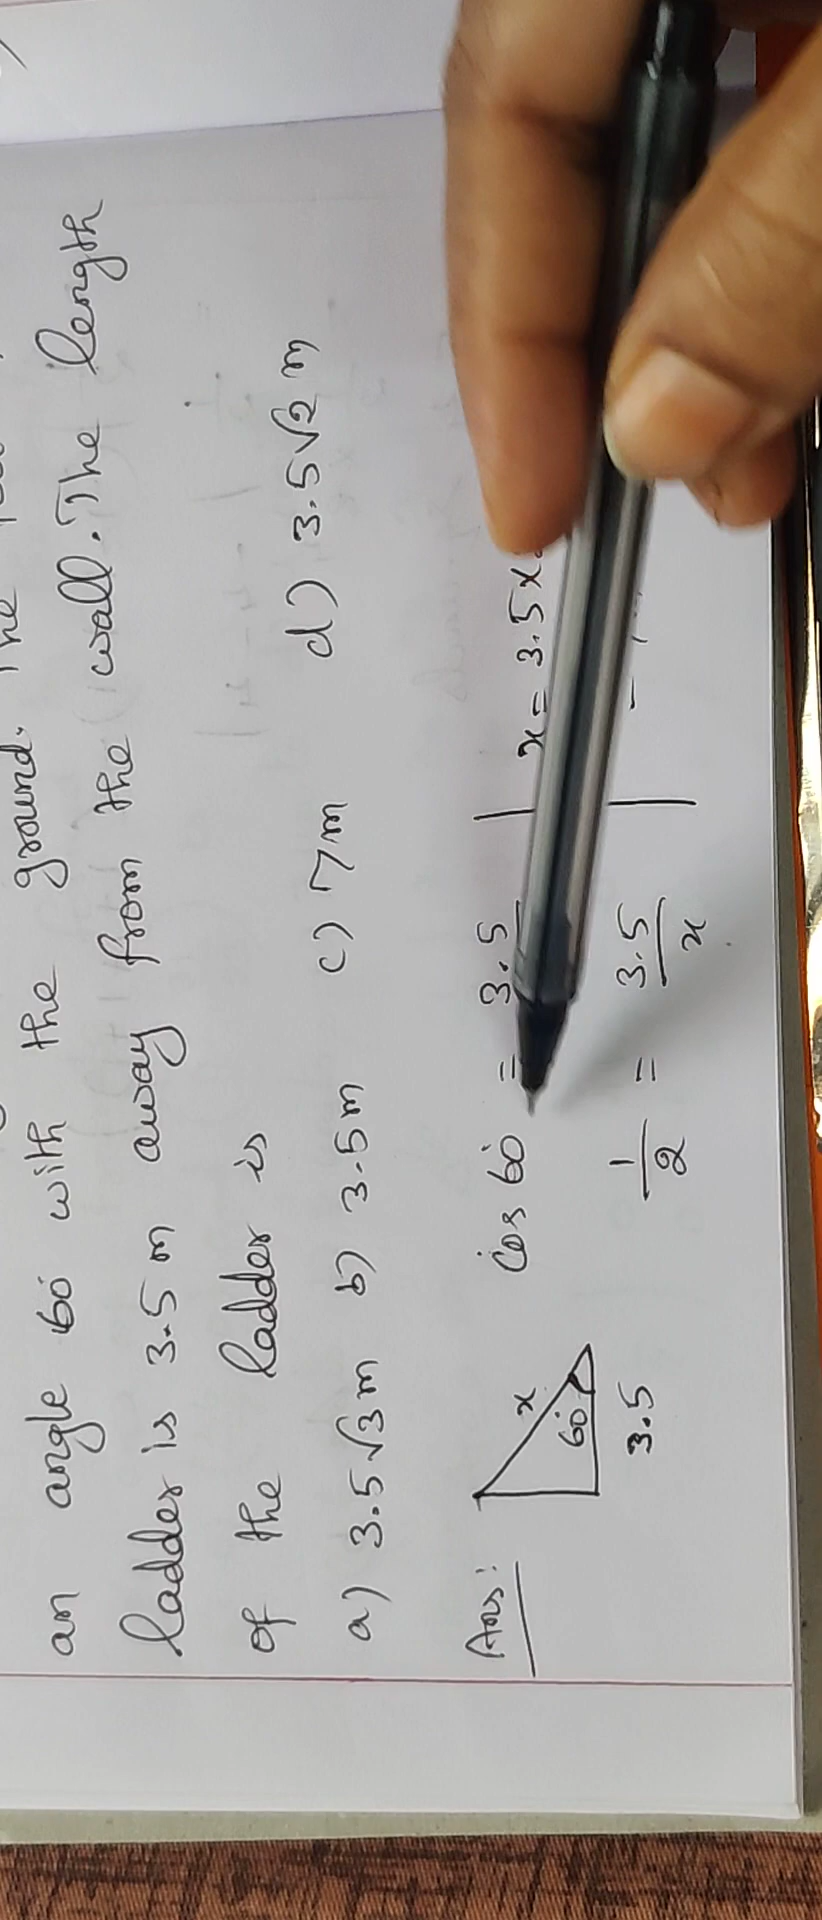 an angle 60° with the ground. The
ladder is 3.5 m away from the wall. The length
of the ladder is
a) 3.5√3 m b) 3.5 m c) 7 m d) 3.5√2 m
Ans:
x
60°
3.5
cos 60° = 3.5
1/2 = 3.5/x
x = 3.5 x